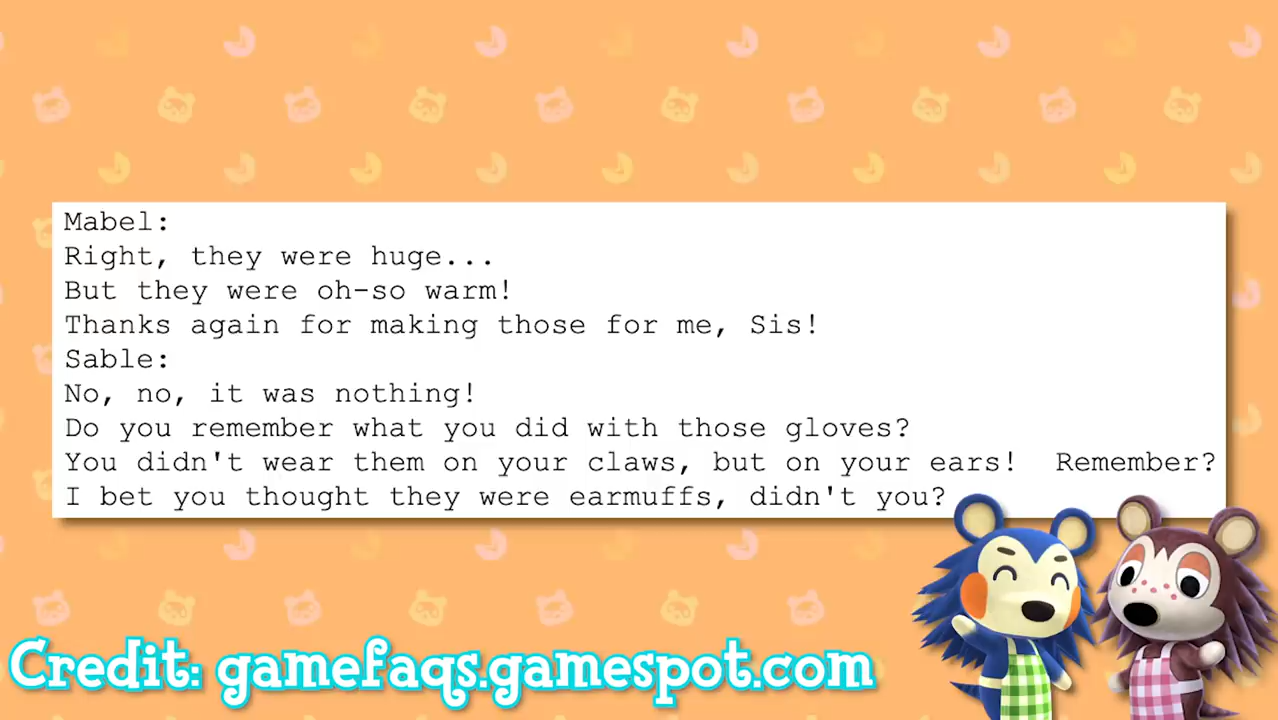 Mabel:
Right, they were huge...
But they were oh-so warm!
Thanks again for making those for me, Sis!
Sable:
No, no, it was nothing!
Do you remember what you did with those gloves?
You didn't wear them on your claws, but on your ears!  Remember?
I bet you thought they were earmuffs, didn't you?
Credit: gamefaqs.gamespot.com